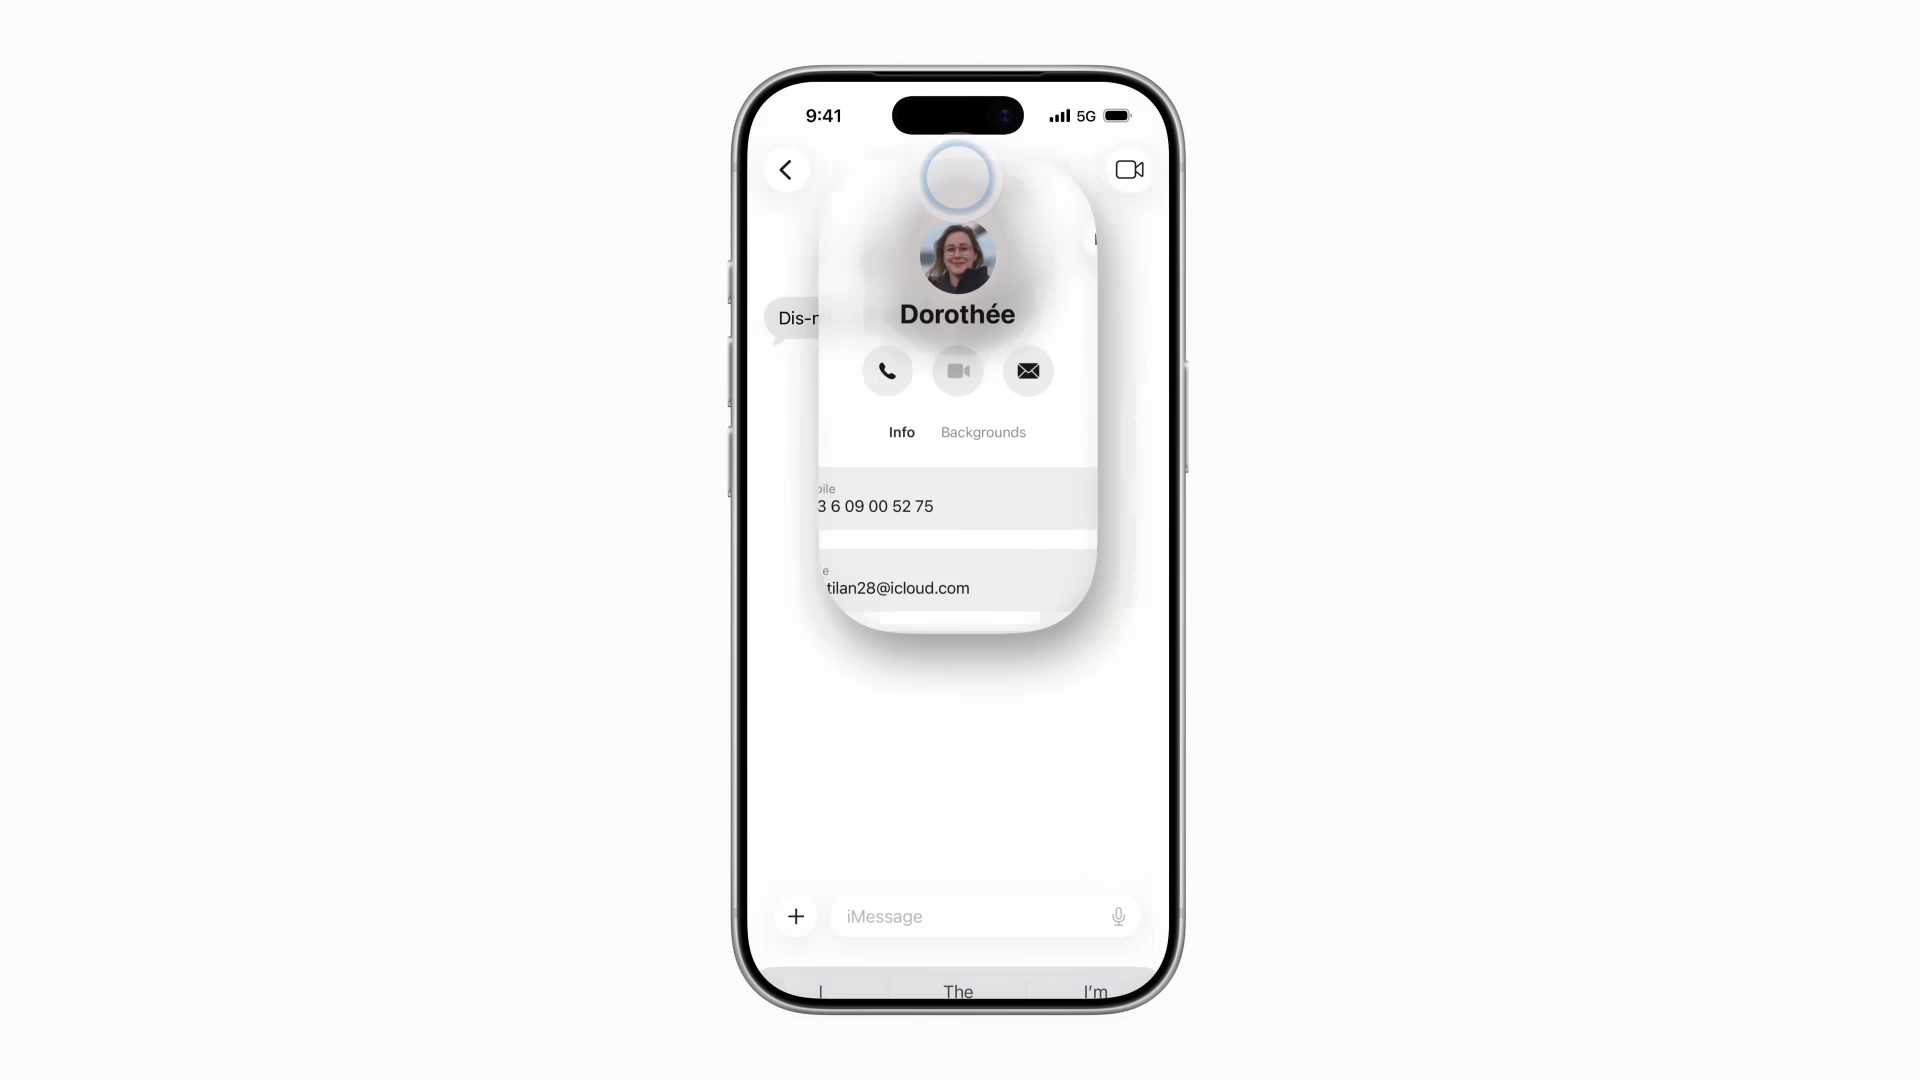 9:41
5G
Dis-
Dorothée
Info
Backgrounds
bile
3 6 09 00 52 75
e
tilan28@icloud.com
iMessage
I
The
I'm